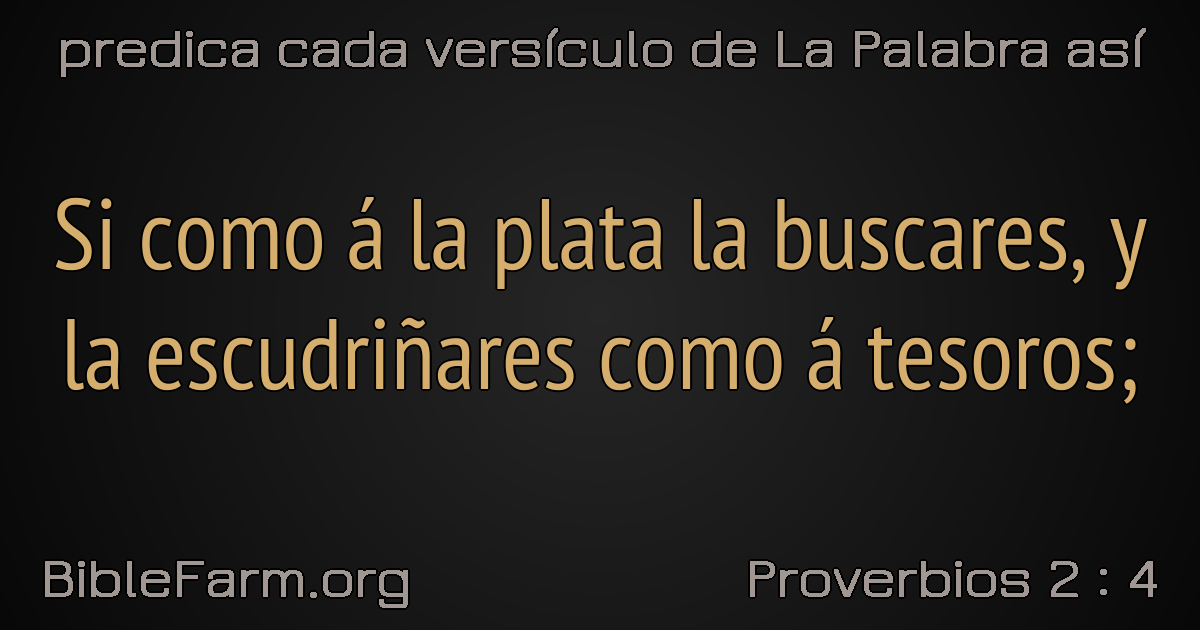 predica cada versículo de La Palabra así
Si como á la plata la buscares, y
la escudriñares como á tesoros;
BibleFarm.org
Proverbios 2 : 4